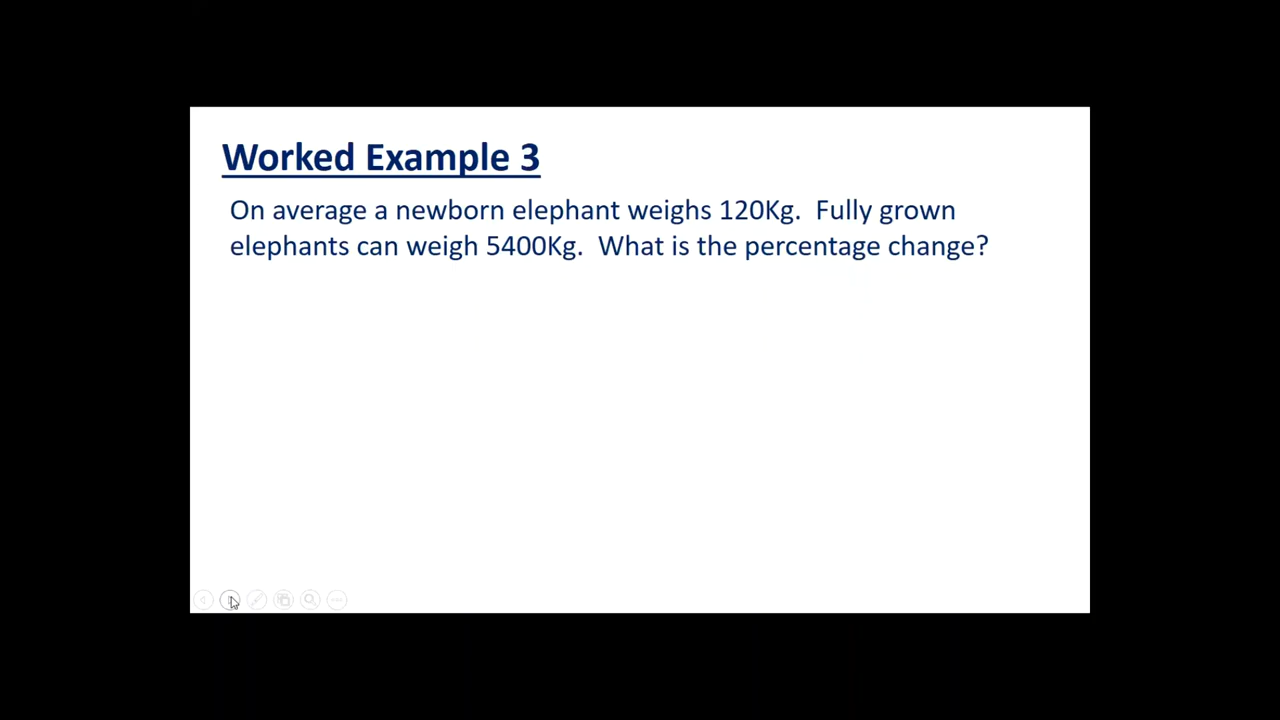 Worked Example 3
On average a newborn elephant weighs 120Kg.  Fully grown
elephants can weigh 5400Kg.  What is the percentage change?